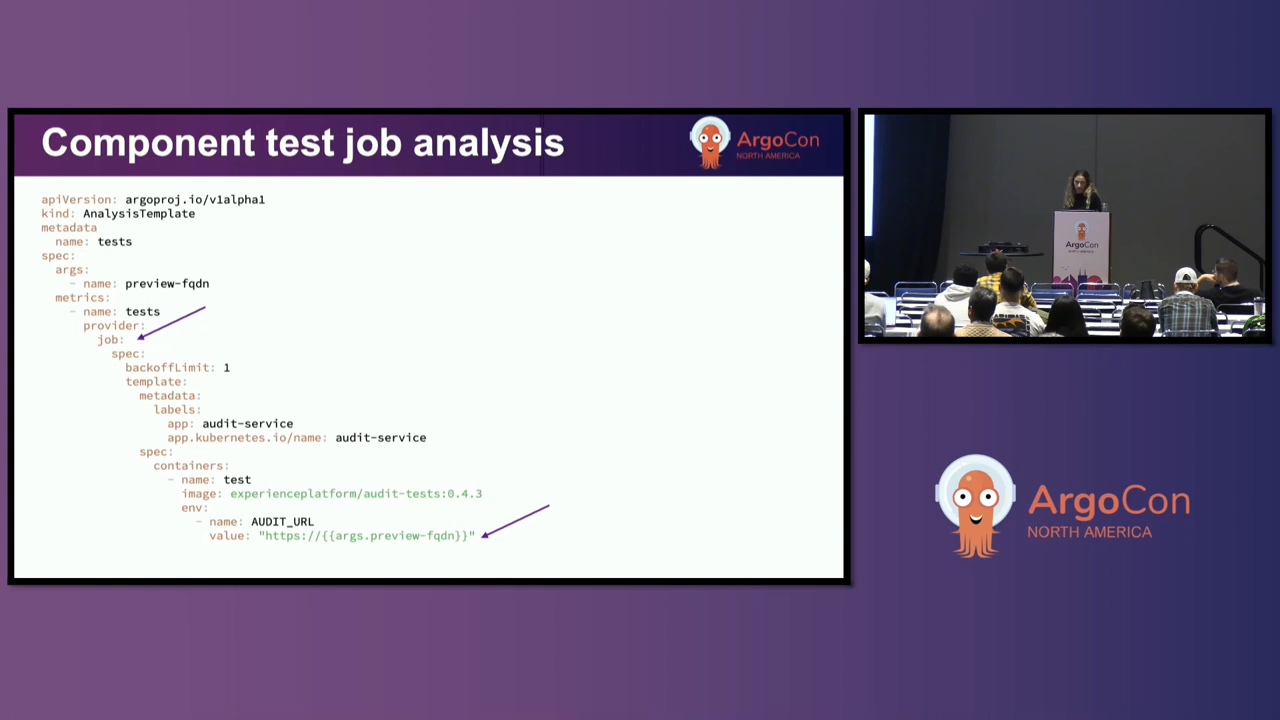 Component test job analysis
ArgoCon
NORTH AMERICA
apiVersion: argoproj.io/v1alpha1
kind: AnalysisTemplate
metadata
name: tests
spec:
args:
- name: preview-fqdn
metrics:
- name: tests
provider:
job:
spec:
backoffLimit: 1
template:
metadata:
labels:
app: audit-service
app.kubernetes.io/name: audit-service
spec:
containers:
- name: test
image: experienceplatform/audit-tests:0.4.3
env:
- name: AUDIT_URL
value: "https://{{args.preview-fqdn}}"
ArgoCon
ArgoCon
NORTH AMERICA